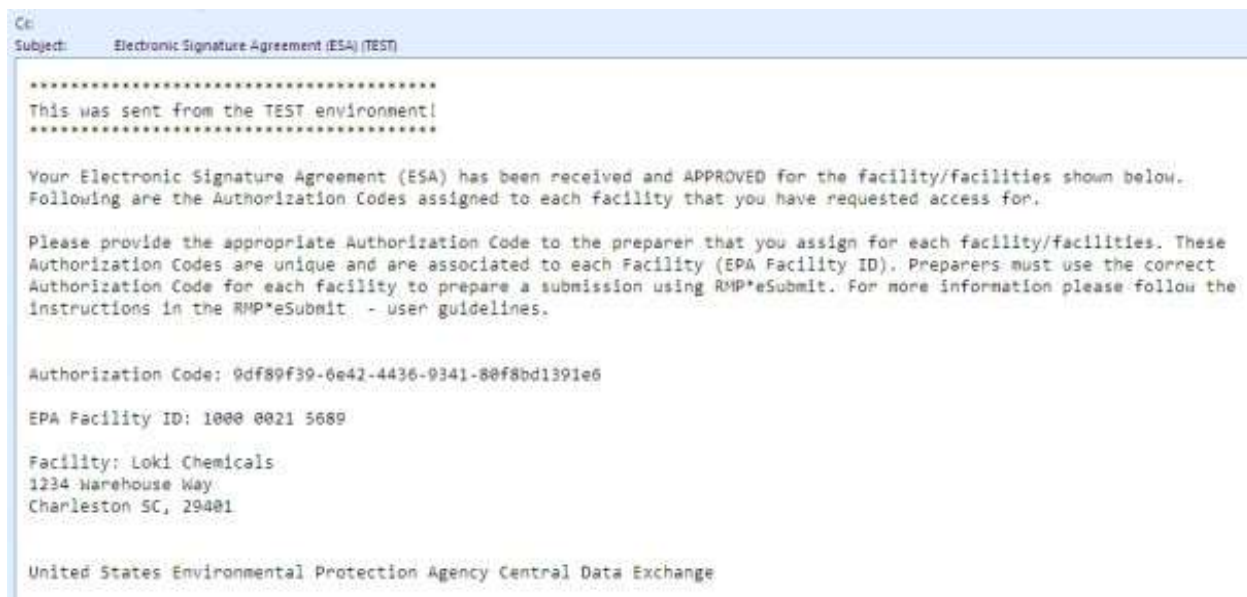 Cc:
Subject: Electronic Signature Agreement (ESA) (TEST)
****************************************
This was sent from the TEST environment!
****************************************
Your Electronic Signature Agreement (ESA) has been received and APPROVED for the facility/facilities shown below.
Following are the Authorization Codes assigned to each facility that you have requested access for.
Please provide the appropriate Authorization Code to the preparer that you assign for each facility/facilities. These
Authorization Codes are unique and are associated to each Facility (EPA Facility ID). Preparers must use the correct
Authorization Code for each facility to prepare a submission using RMP*eSubmit. For more information please follow the
instructions in the RMP*eSubmit - user guidelines.
Authorization Code: 9df89f39-6e42-4436-9341-80f8bd1391e6
EPA Facility ID: 1000 0021 5689
Facility: Loki Chemicals
1234 Warehouse Way
Charleston SC, 29401
United States Environmental Protection Agency Central Data Exchange